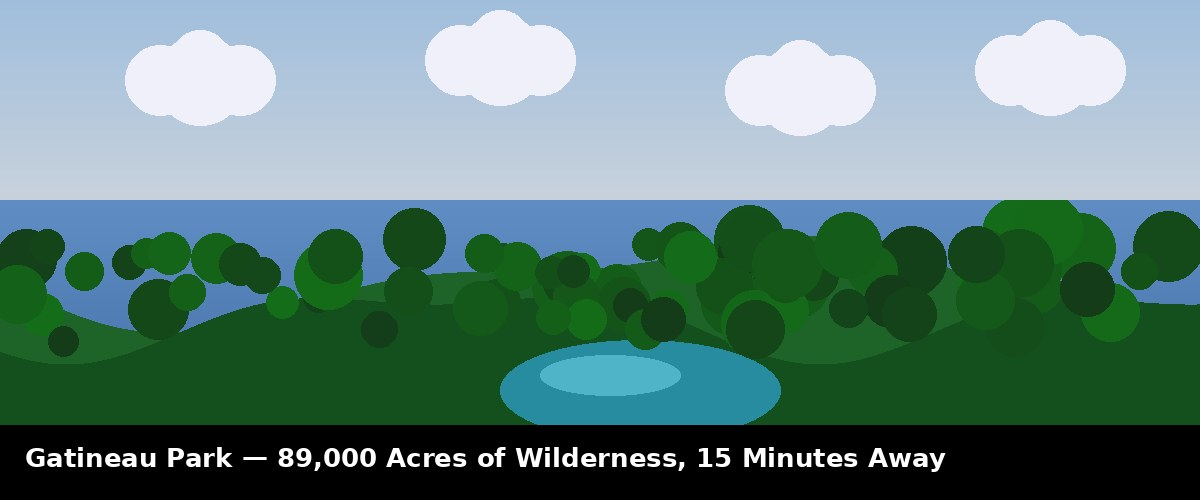 Gatineau Park — 89,000 Acres of Wilderness, 15 Minutes Away